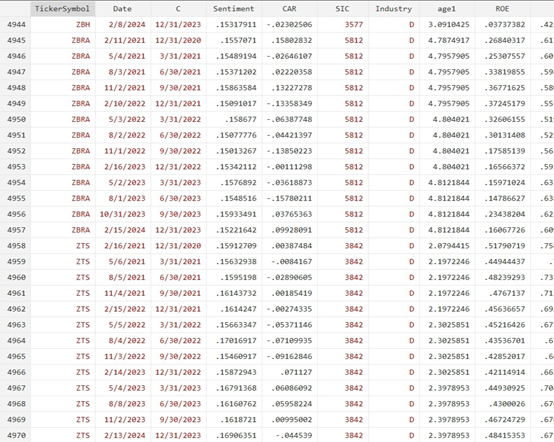 TickerSymbol Date C Sentiment CAR SIC Industry age1 ROE
4944 ZBH 2/8/2024 12/31/2023 .15317911 -.02302506 3577 D 3.0910425 .03737382 .42
4945 ZBRA 2/11/2021 12/31/2020 .1557071 .15802832 5812 D 4.7874917 .26840317 .61
4946 ZBRA 5/4/2021 3/31/2021 .15489194 -.02646107 5812 D 4.7957905 .25307557 .60
4947 ZBRA 8/3/2021 6/30/2021 .15371202 .02220358 5812 D 4.7957905 .33819855 .59
4948 ZBRA 11/2/2021 9/30/2021 .15863584 .13227278 5812 D 4.7957905 .36771625 .58
4949 ZBRA 2/10/2022 12/31/2021 .15091017 -.13358349 5812 D 4.7957905 .37245179 .55
4950 ZBRA 5/3/2022 3/31/2022 .158677 -.06387748 5812 D 4.804021 .32606155 .51
4951 ZBRA 8/2/2022 6/30/2022 .15077776 -.04421397 5812 D 4.804021 .30131408 .52
4952 ZBRA 11/1/2022 9/30/2022 .15013267 -.13850223 5812 D 4.804021 .17585139 .56
4953 ZBRA 2/16/2023 12/31/2022 .15342112 -.00111298 5812 D 4.804021 .16566372 .59
4954 ZBRA 5/2/2023 3/31/2023 .1576892 -.03618873 5812 D 4.8121844 .15971024 .63
4955 ZBRA 8/1/2023 6/30/2023 .1548516 -.15780211 5812 D 4.8121844 .14786627 .63
4956 ZBRA 10/31/2023 9/30/2023 .15933491 .03765363 5812 D 4.8121844 .23438204 .62
4957 ZBRA 2/15/2024 12/31/2023 .15221642 .09928091 5812 D 4.8121844 .16067726 .60
4958 ZTS 2/16/2021 12/31/2020 .15912709 .00387484 3842 D 2.0794415 .51790719 .75
4959 ZTS 5/6/2021 3/31/2021 .15632938 -.0084167 3842 D 2.1972246 .44944437 .
4960 ZTS 8/5/2021 6/30/2021 .1595198 -.02890605 3842 D 2.1972246 .48239293 .73
4961 ZTS 11/4/2021 9/30/2021 .16143732 .00185419 3842 D 2.1972246 .4767137 .71
4962 ZTS 2/15/2022 12/31/2021 .1614247 -.00274335 3842 D 2.1972246 .45636657 .69
4963 ZTS 5/5/2022 3/31/2022 .15663347 -.05371146 3842 D 2.3025851 .45216426 .67
4964 ZTS 8/4/2022 6/30/2022 .17016917 -.07109935 3842 D 2.3025851 .43536701 .67
4965 ZTS 11/3/2022 9/30/2022 .15460917 -.09162846 3842 D 2.3025851 .42852017 .66
4966 ZTS 2/14/2023 12/31/2022 .15872943 .071127 3842 D 2.3025851 .42114914 .66
4967 ZTS 5/4/2023 3/31/2023 .16791368 .06086092 3842 D 2.3978953 .44930925 .70
4968 ZTS 8/8/2023 6/30/2023 .16160762 .05958224 3842 D 2.3978953 .4300026 .67
4969 ZTS 11/2/2023 9/30/2023 .1618721 .00995002 3842 D 2.3978953 .46724729 .67
4970 ZTS 2/13/2024 12/31/2023 .16906351 -.044539 3842 D 2.3978953 .48415353 .67